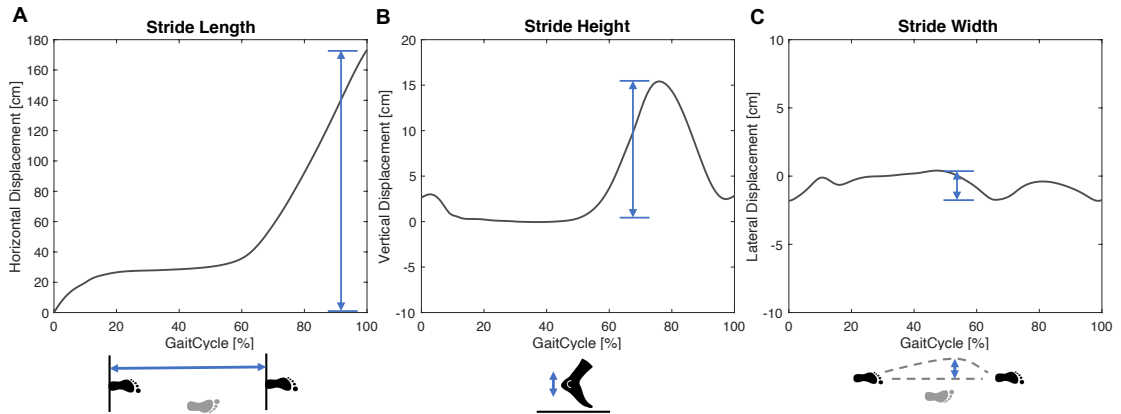 A
Stride Length
Horizontal Displacement [cm]
180
160
140
120
100
80
60
40
20
0
0 20 40 60 80 100
GaitCycle [%]
B
Stride Height
Vertical Displacement [cm]
20
15
10
5
0
-5
-10
0 20 40 60 80 100
GaitCycle [%]
C
Stride Width
Lateral Displacement [cm]
10
5
0
-5
-10
0 20 40 60 80 100
GaitCycle [%]